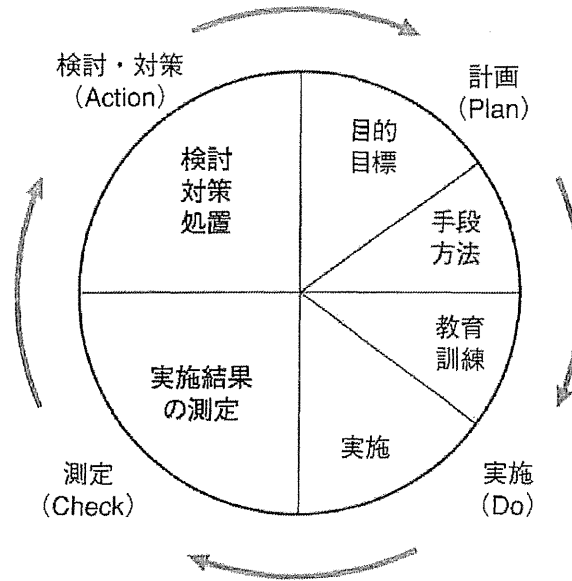 検討・対策
(Action)
計画
(Plan)
目的
目標
検討
対策
処置
手段
方法
教育
訓練
実施結果
の測定
実施
測定
(Check)
実施
(Do)